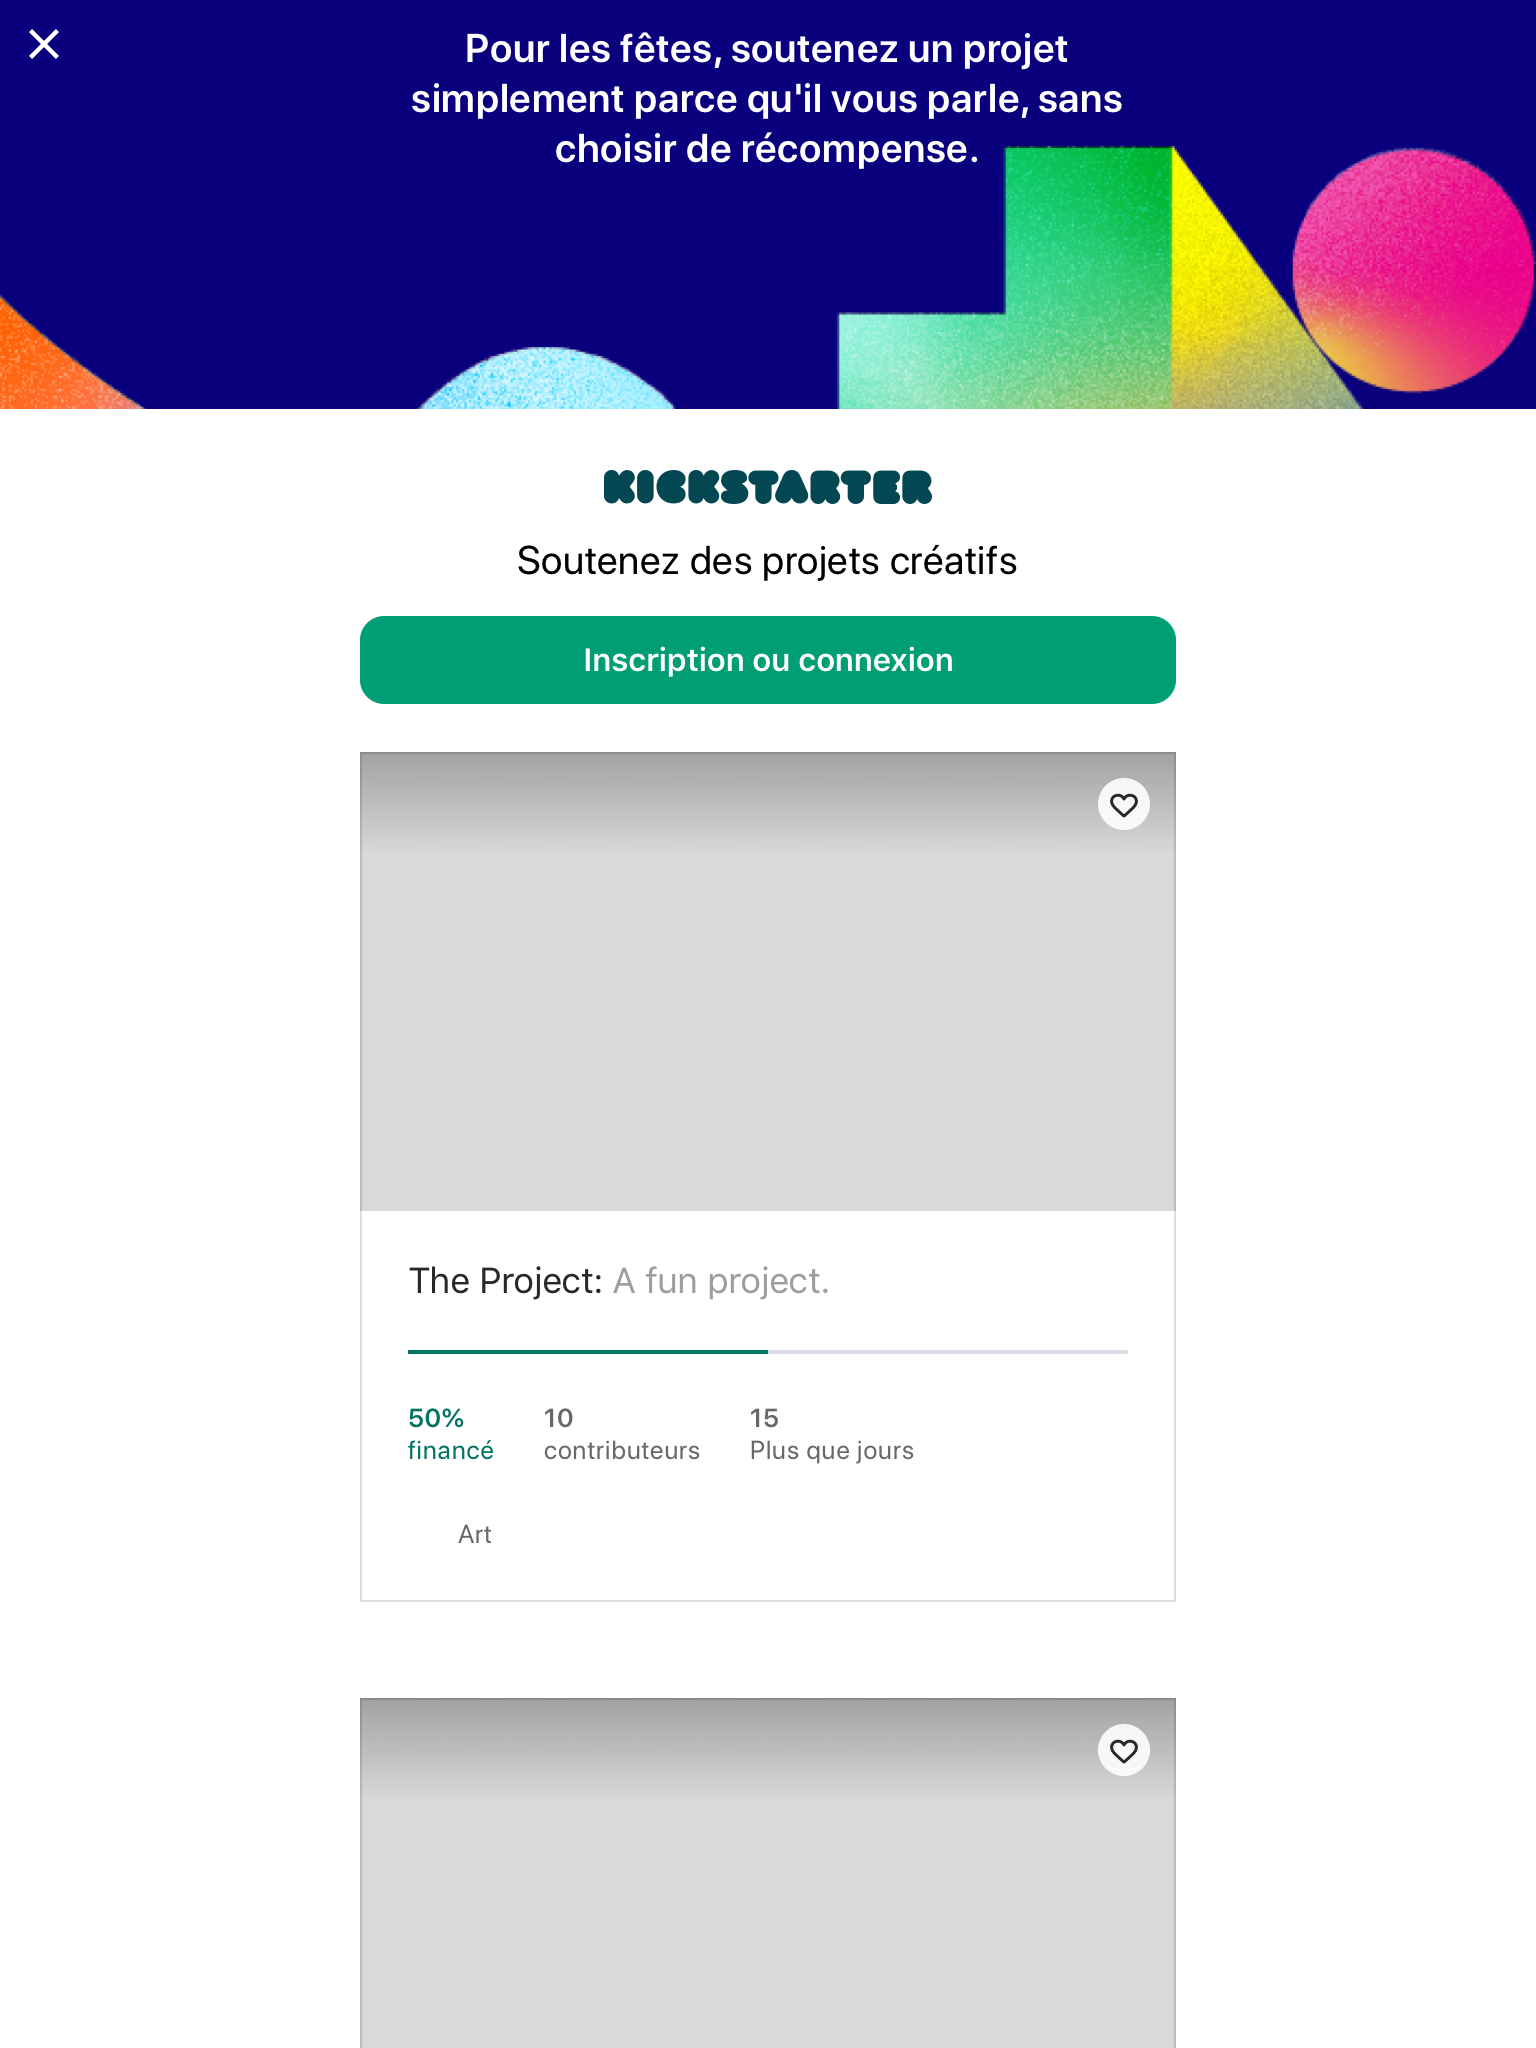 Pour les fêtes, soutenez un projet
simplement parce qu'il vous parle, sans
choisir de récompense.
KICKSTARTER
Soutenez des projets créatifs
Inscription ou connexion
The Project: A fun project.
50%
financé
10
contributeurs
15
Plus que jours
Art